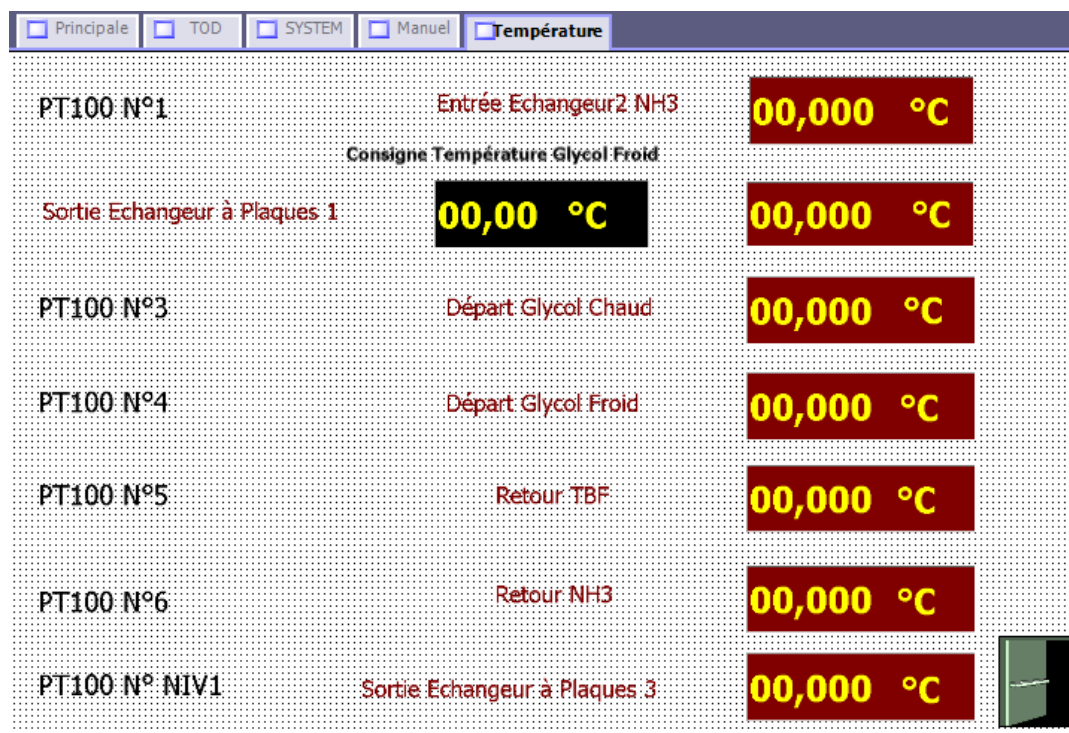 Principale TOD SYSTEM Manuel Température
PT100 N°1 Entrée Echangeur2 NH3 00,000 °C
Consigne Température Glycol Froid
Sortie Echangeur à Plaques 1 00,00 °C 00,000 °C
PT100 N°3 Départ Glycol Chaud 00,000 °C
PT100 N°4 Départ Glycol Froid 00,000 °C
PT100 N°5 Retour TBF 00,000 °C
PT100 N°6 Retour NH3 00,000 °C
PT100 N° NIV1 Sortie Echangeur à Plaques 3 00,000 °C